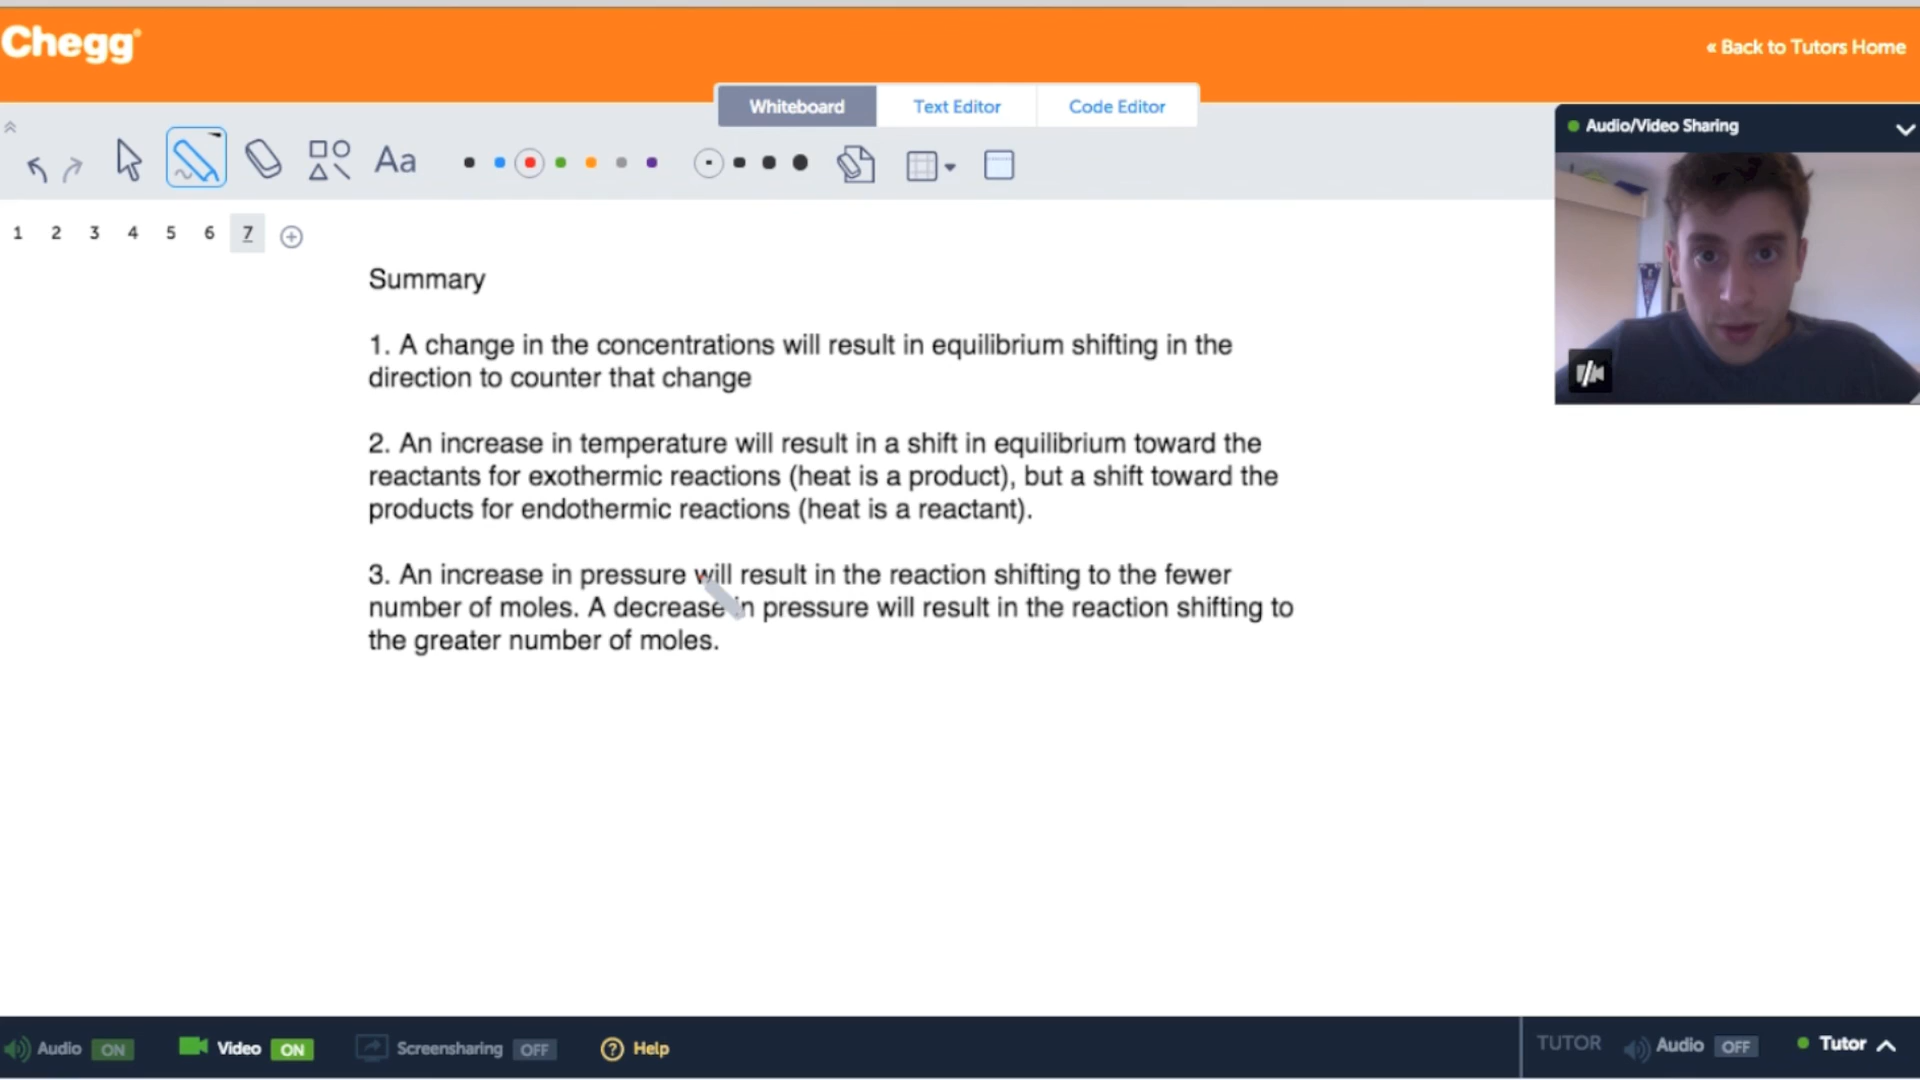 Chegg
« Back to Tutors Home
Whiteboard
Text Editor
Code Editor
Audio/Video Sharing
Aa
1 2 3 4 5 6 7
Summary
1. A change in the concentrations will result in equilibrium shifting in the
direction to counter that change
2. An increase in temperature will result in a shift in equilibrium toward the
reactants for exothermic reactions (heat is a product), but a shift toward the
products for endothermic reactions (heat is a reactant).
3. An increase in pressure will result in the reaction shifting to the fewer
number of moles. A decrease in pressure will result in the reaction shifting to
the greater number of moles.
Audio ON
Video ON
Screensharing OFF
? Help
TUTOR
Audio OFF
Tutor